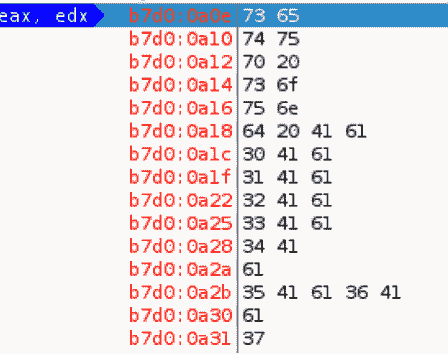 eax, edx b7d0:0a0e 73 65
b7d0:0a10 74 75
b7d0:0a12 70 20
b7d0:0a14 73 6f
b7d0:0a16 75 6e
b7d0:0a18 64 20 41 61
b7d0:0a1c 30 41 61
b7d0:0a1f 31 41 61
b7d0:0a22 32 41 61
b7d0:0a25 33 41 61
b7d0:0a28 34 41
b7d0:0a2a 61
b7d0:0a2b 35 41 61 36 41
b7d0:0a30 61
b7d0:0a31 37